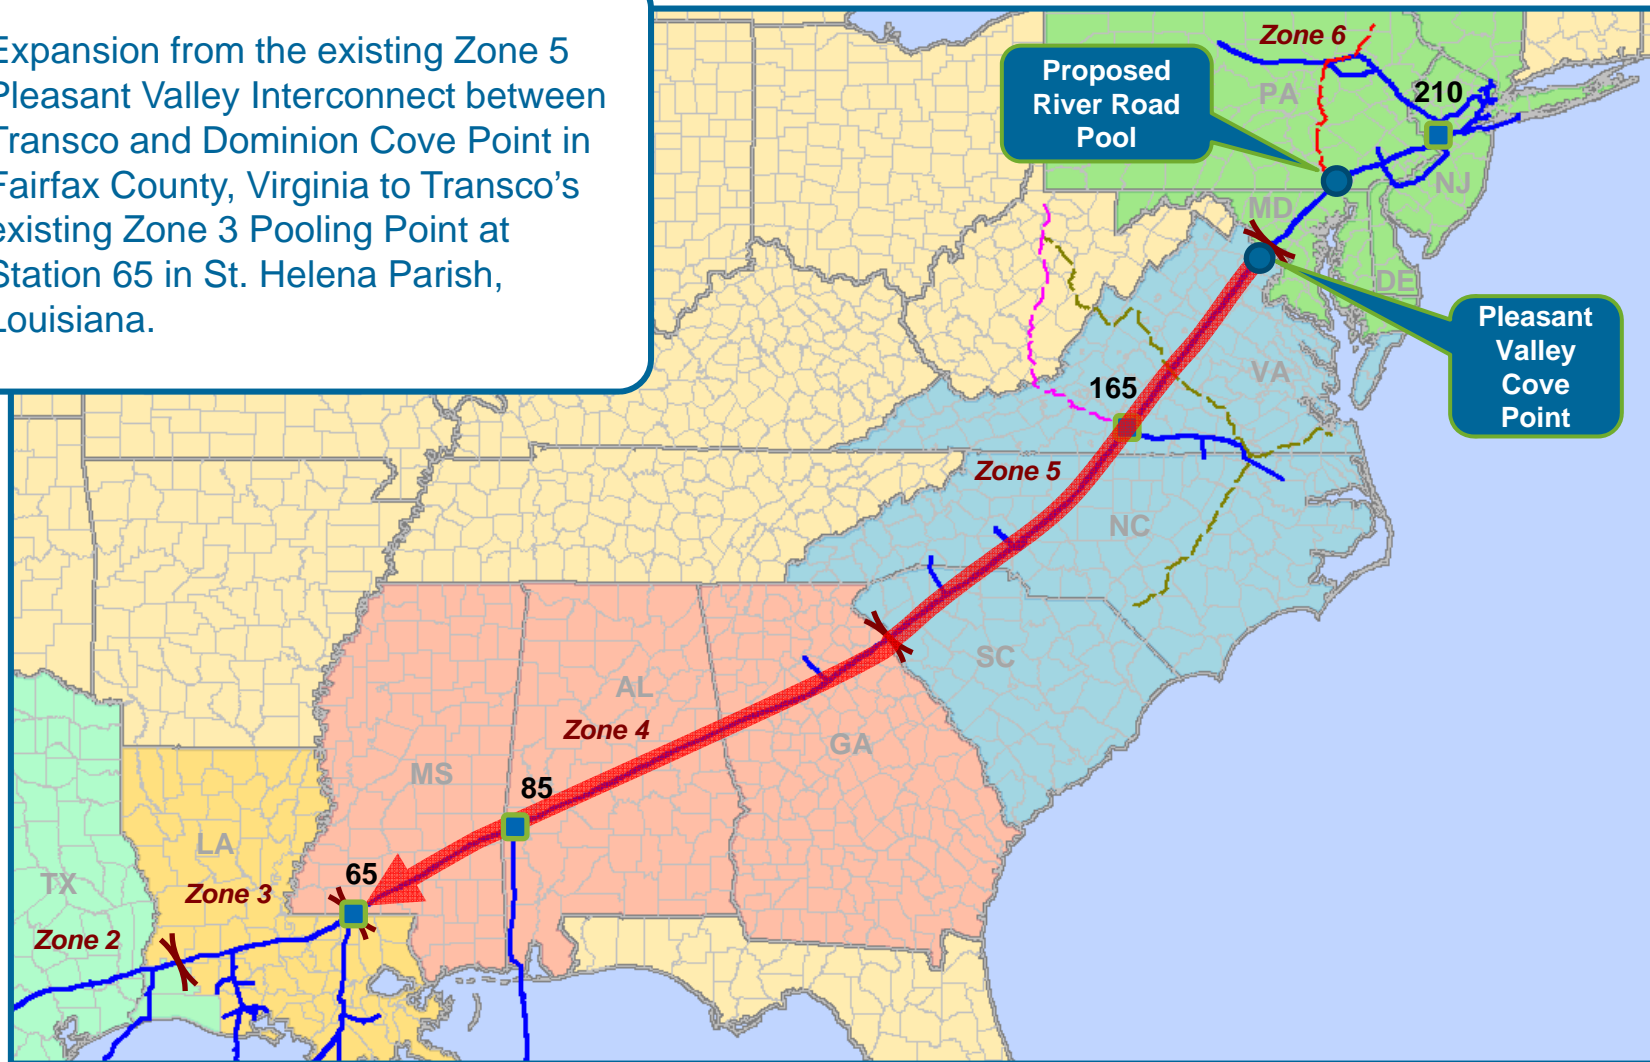 Expansion from the existing Zone 5
Pleasant Valley Interconnect between
Transco and Dominion Cove Point in
Fairfax County, Virginia to Transco’s
existing Zone 3 Pooling Point at
Station 65 in St. Helena Parish,
Louisiana.
Zone 6
Proposed
River Road
Pool
PA
210
NJ
MD
DE
Pleasant
Valley
Cove
Point
165
VA
Zone 5
NC
SC
AL
Zone 4
GA
MS
85
LA
65
TX
Zone 3
Zone 2